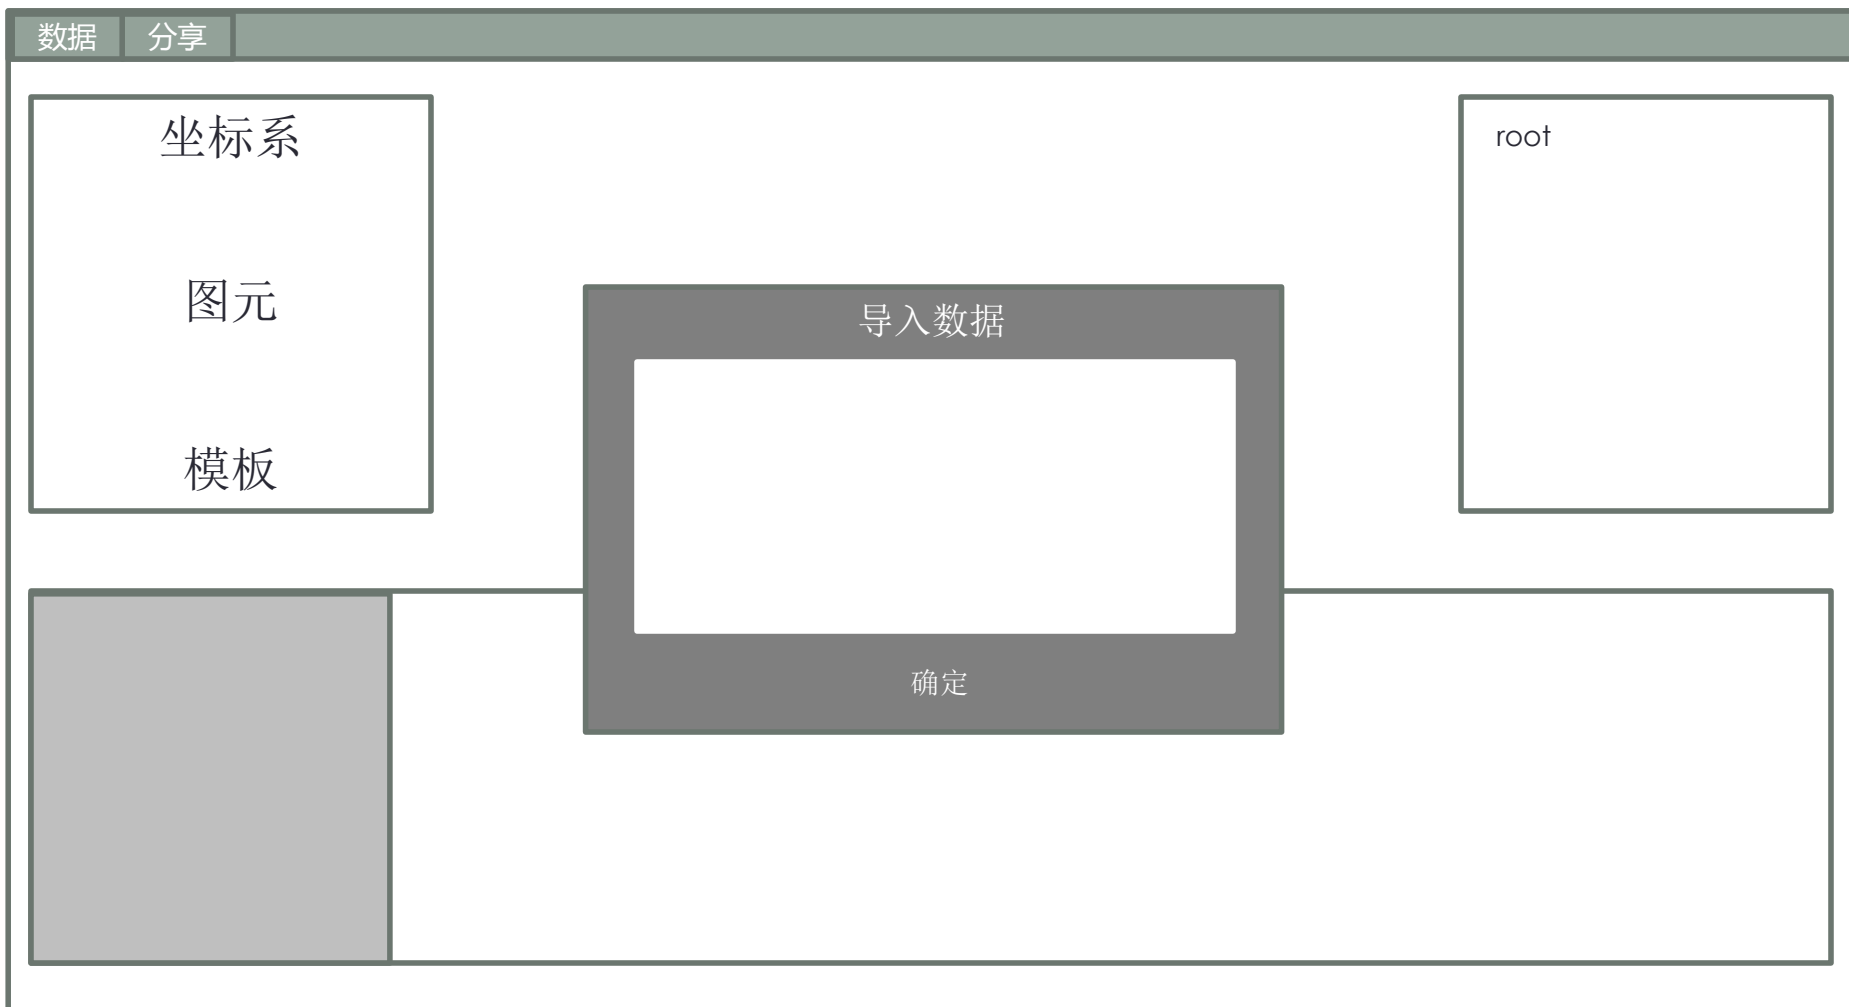 数据
分享
坐标系
图元
模板
root
导入数据
确定